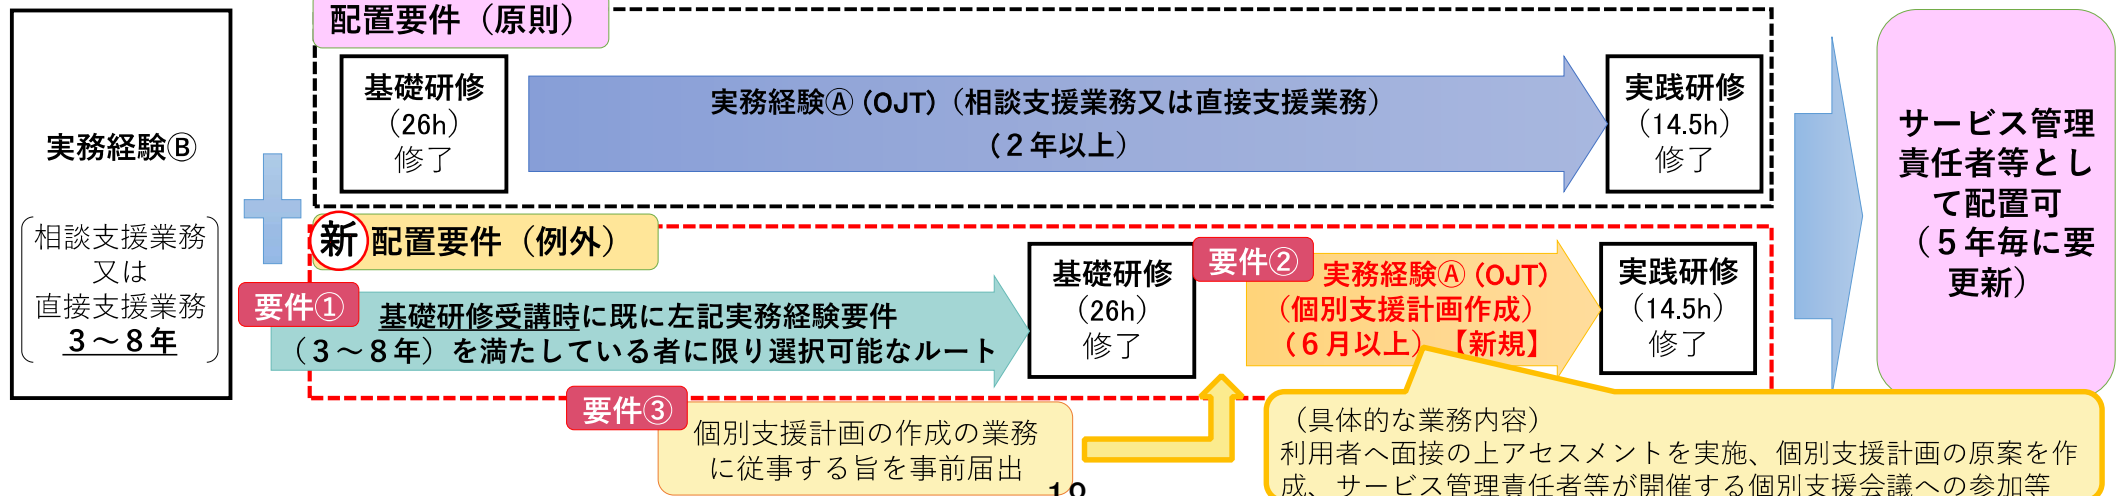 実務経験Ⓑ
相談支援業務
又は
直接支援業務
３～８年
配置要件（原則）
基礎研修
（26h）
修了
実務経験Ⓐ (OJT)（相談支援業務又は直接支援業務）
（２年以上）
実践研修
（14.5h）
修了
新 配置要件（例外）
要件①
基礎研修受講時に既に左記実務経験要件
（３～８年）を満たしている者に限り選択可能なルート
基礎研修
（26h）
修了
要件②
実務経験Ⓐ (OJT)
（個別支援計画作成）
（６月以上）【新規】
実践研修
（14.5h）
修了
要件③
個別支援計画の作成の業務
に従事する旨を事前届出
（具体的な業務内容）
利用者へ面接の上アセスメントを実施、個別支援計画の原案を作
成、サービス管理責任者等が開催する個別支援会議への参加等
サービス管理
責任者等とし
て配置可
（５年毎に要
更新）